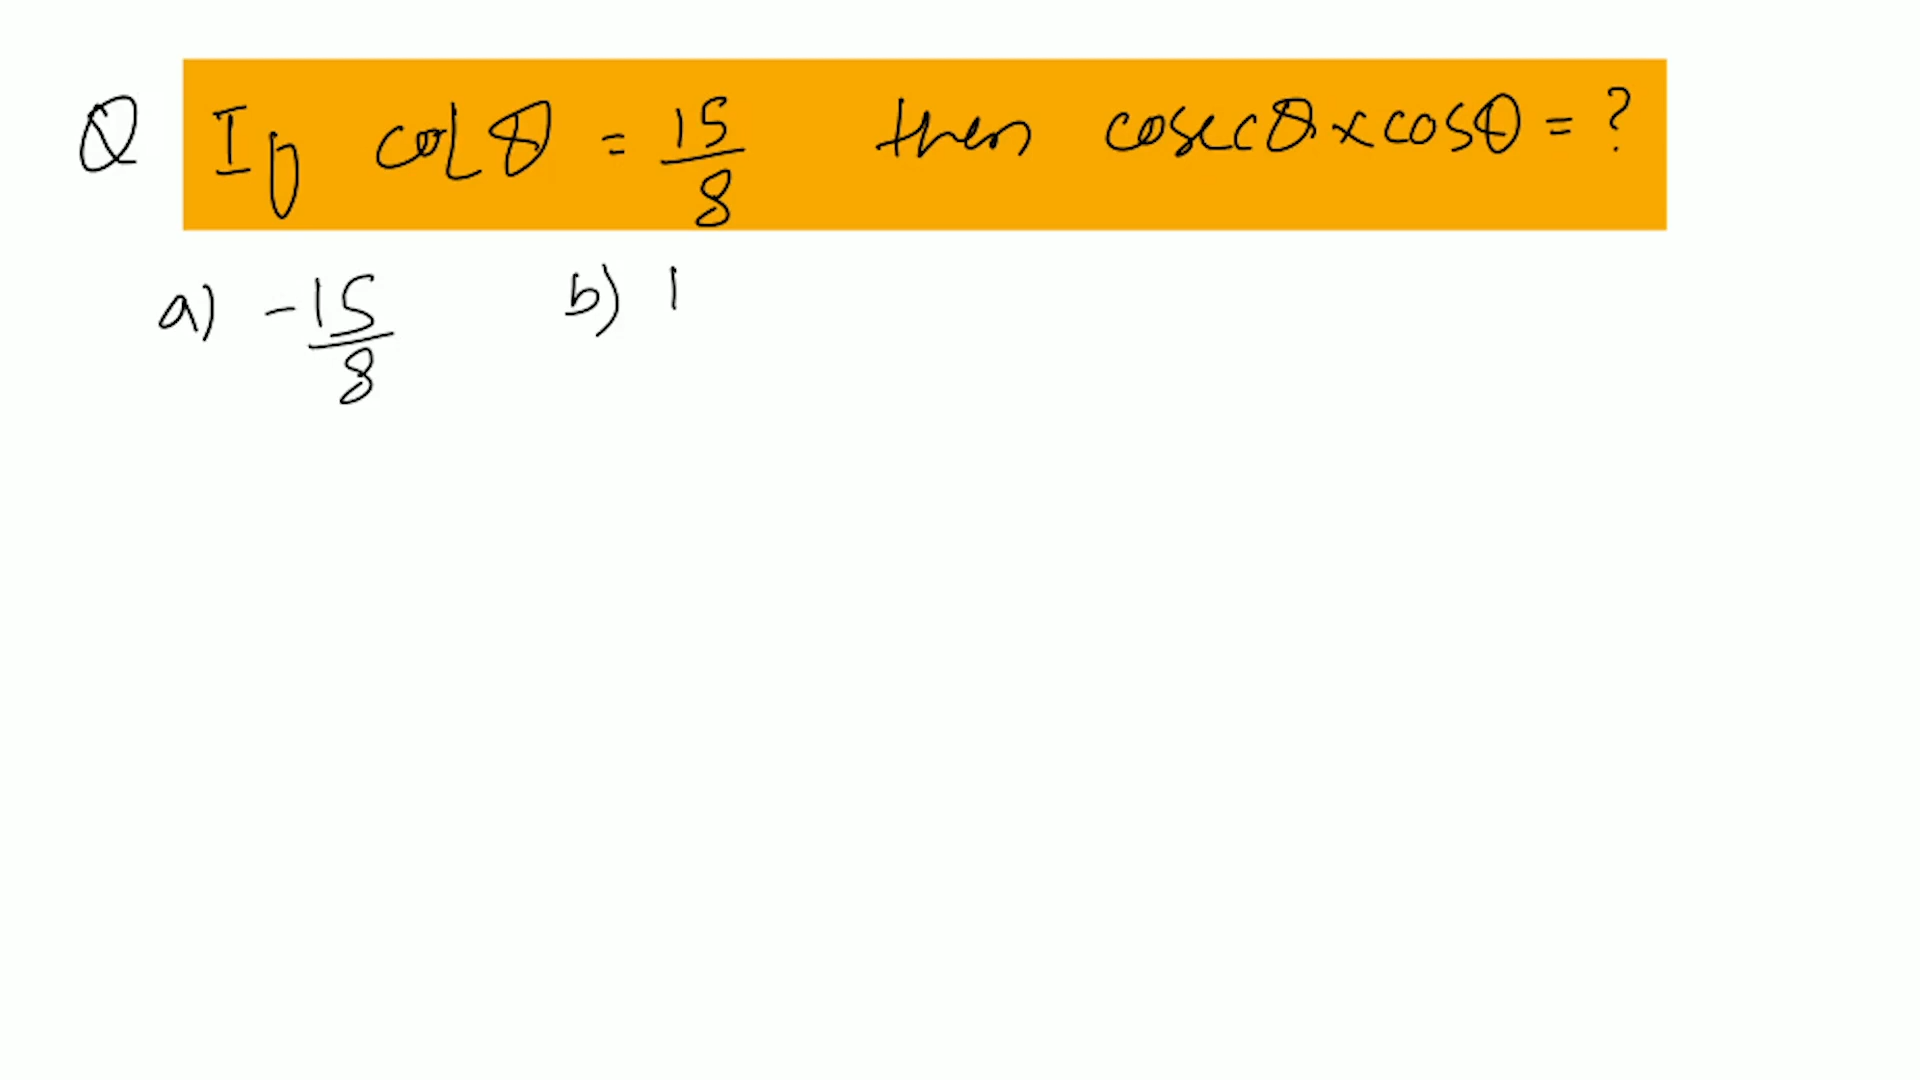 Q If cot θ = 15/8 then cosecθ × cosθ = ?
a) -15/8 b) 1